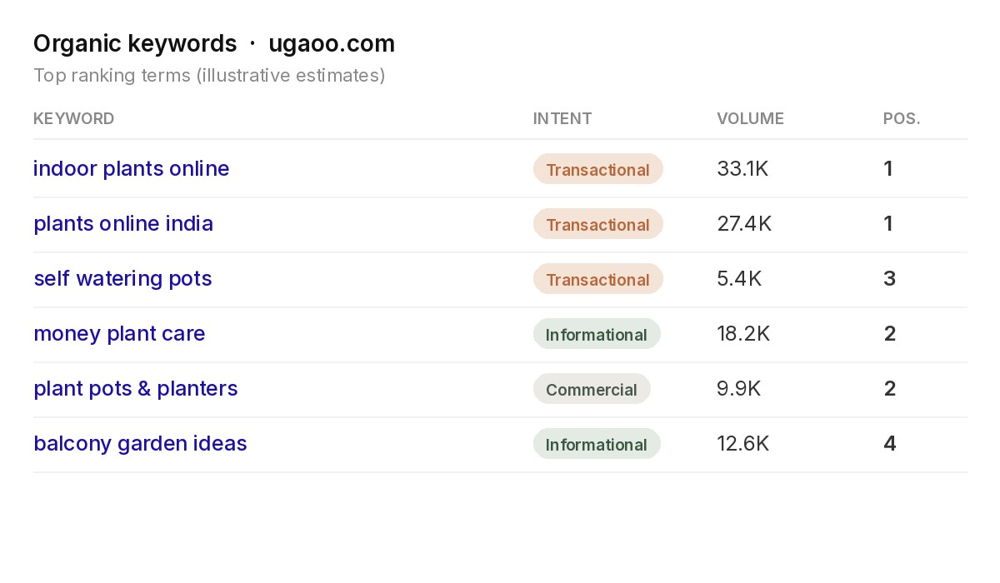 Organic keywords · ugaoo.com
Top ranking terms (illustrative estimates)
KEYWORD INTENT VOLUME POS.
indoor plants online Transactional 33.1K 1
plants online india Transactional 27.4K 1
self watering pots Transactional 5.4K 3
money plant care Informational 18.2K 2
plant pots & planters Commercial 9.9K 2
balcony garden ideas Informational 12.6K 4